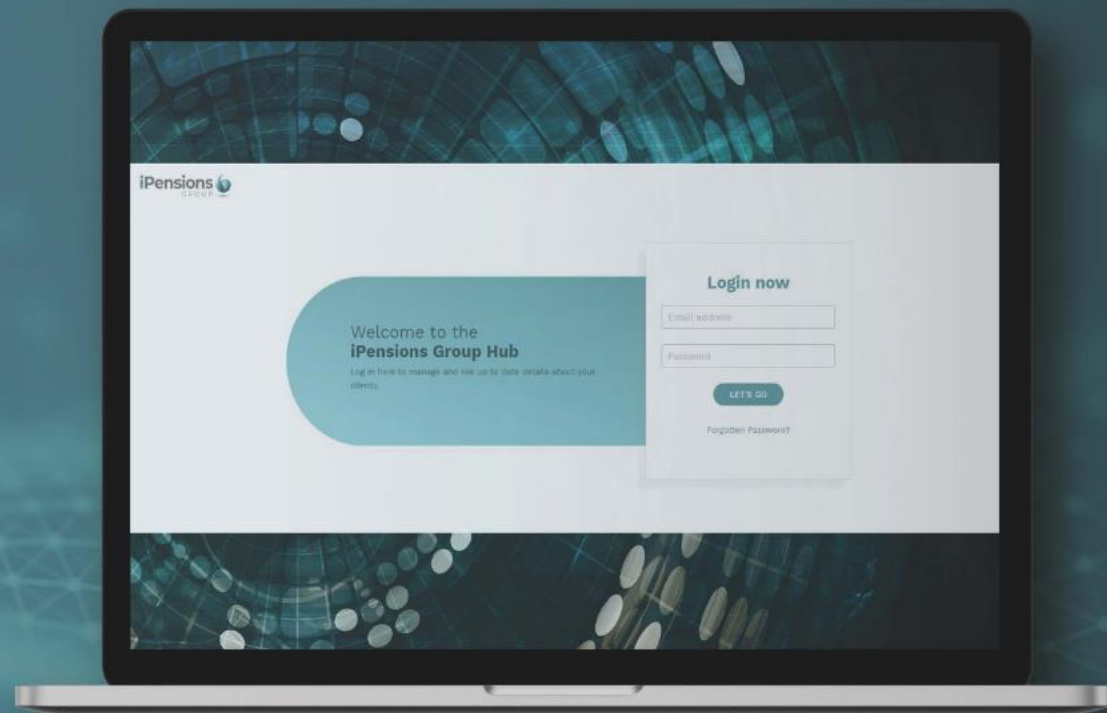 iPensions
GROUP
Welcome to the
iPensions Group Hub
Log in here to manage and see up to date details about your
clients.
Login now
Email address
Password
LET'S GO
Forgotten Password?